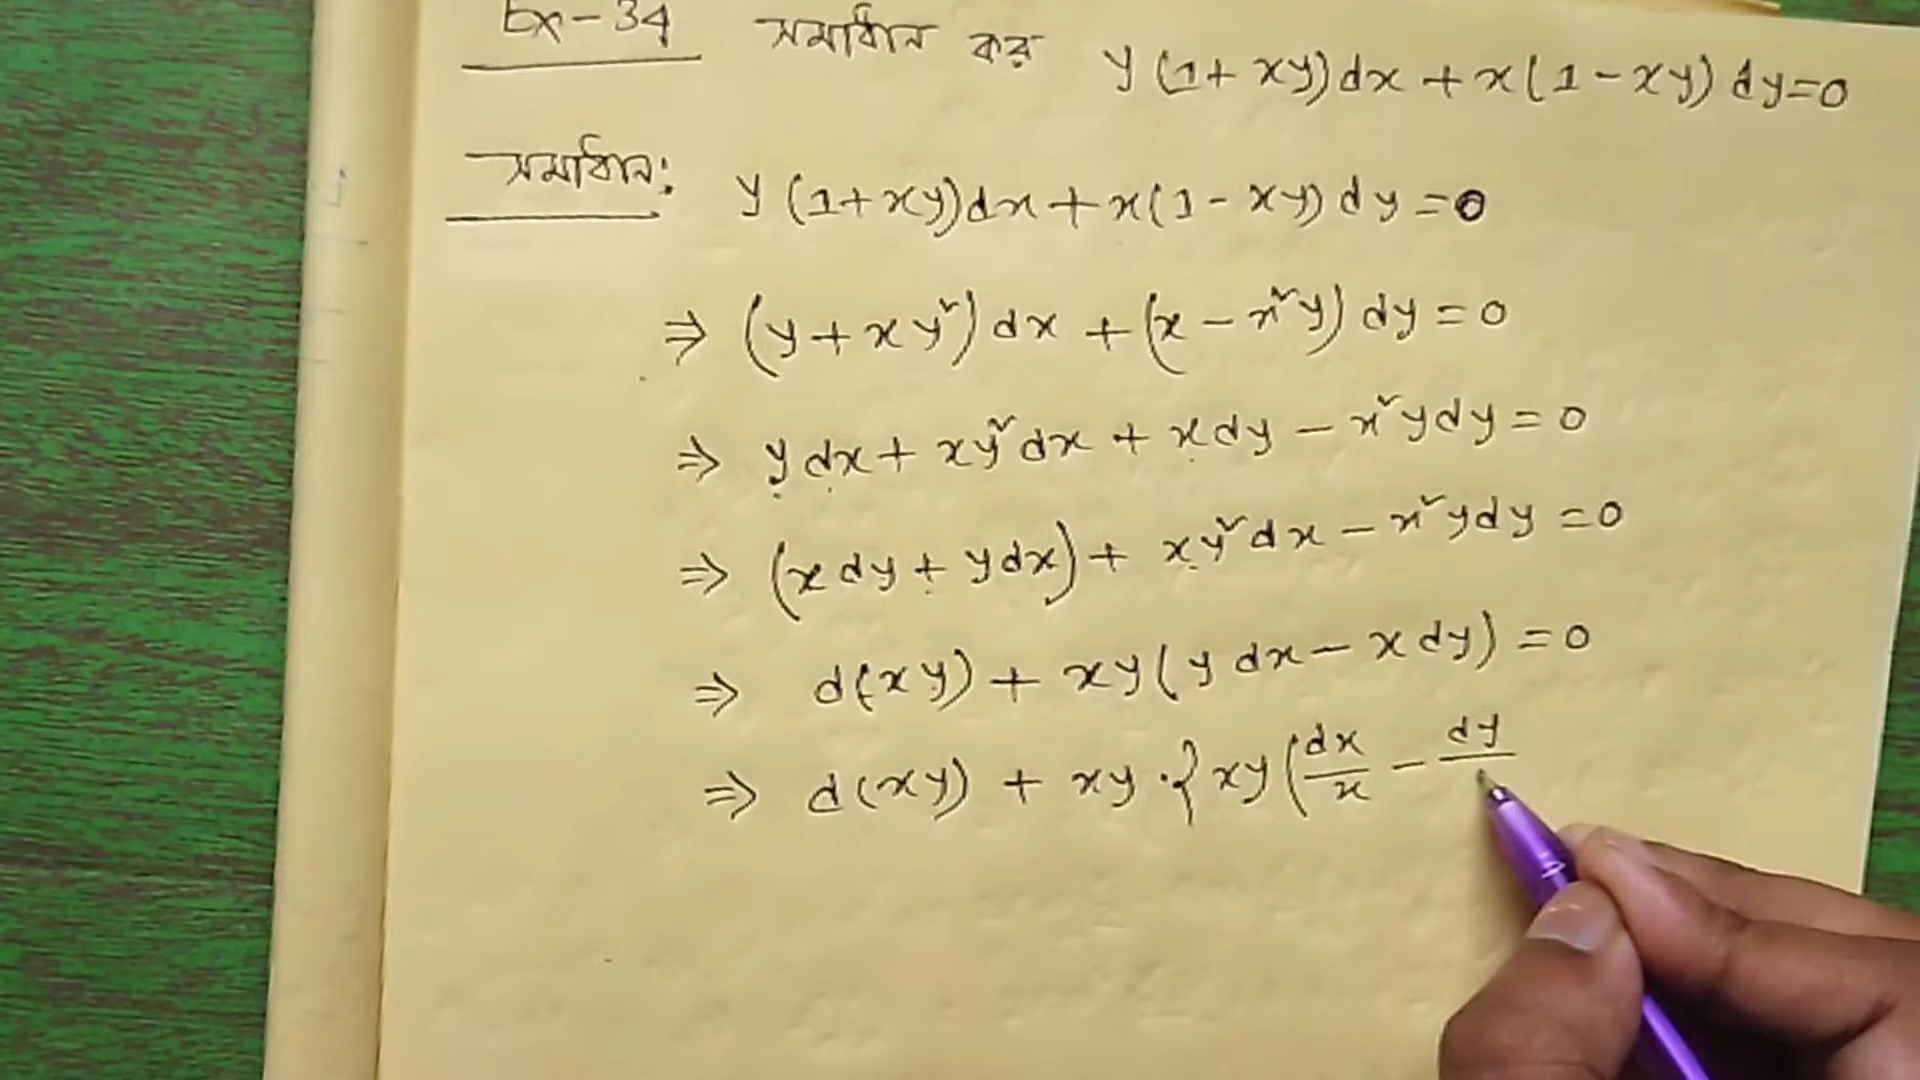 Ex-34 সমাধান কর y(1+xy)dx+x(1-xy)dy=0
সমাধান: y(1+xy)dx+x(1-xy)dy=0
⇒ (y+xy²)dx+(x-x²y)dy=0
⇒ ydx+xy²dx+xdy-x²ydy=0
⇒ (xdy+ydx)+xy²dx-x²ydy=0
⇒ d(xy)+xy(ydx-xdy)=0
⇒ d(xy)+xy·{xy(dx/x-dy/